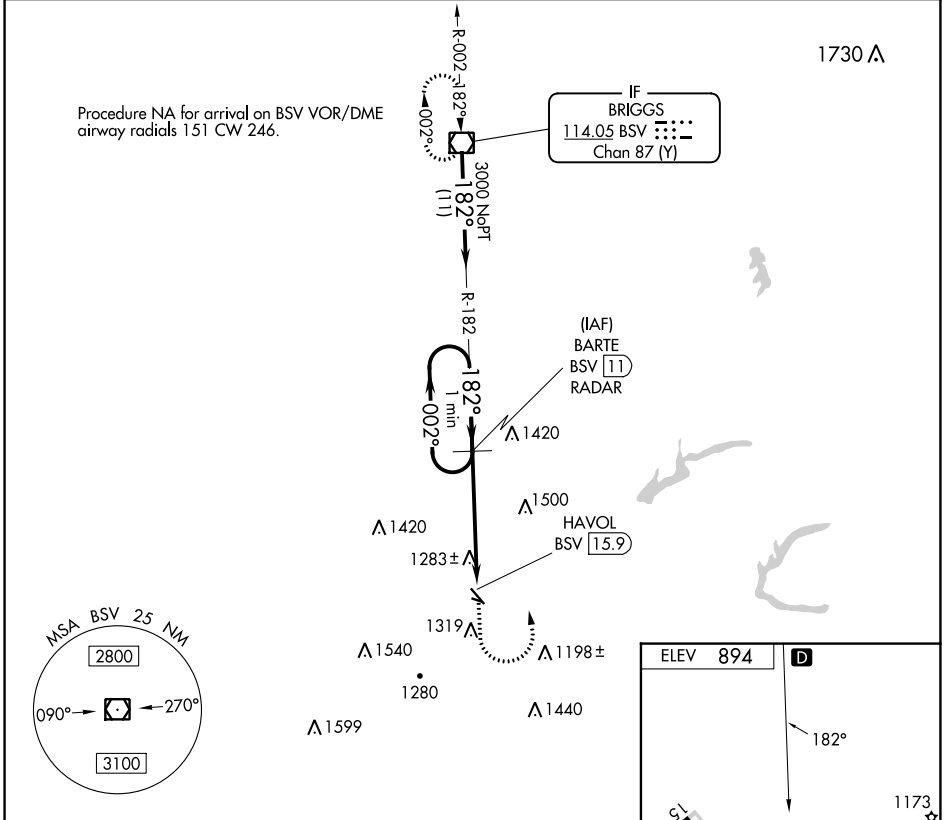 1730
R-002
182°
002°
Procedure NA for arrival on BSV VOR/DME
airway radials 151 CW 246.
IF
BRIGGS
114.05 BSV
Chan 87 (Y)
3000 NoPT
182°
(11)
R-182
(IAF)
BARTE
BSV 11
RADAR
182°
1 min
002°
1420
1500
1420
HAVOL
BSV 15.9
1283±
1319
1540
1198±
1280
1440
1599
MSA BSV 25 NM
2800
090°
270°
3100
ELEV 894 D
182°
1173
15